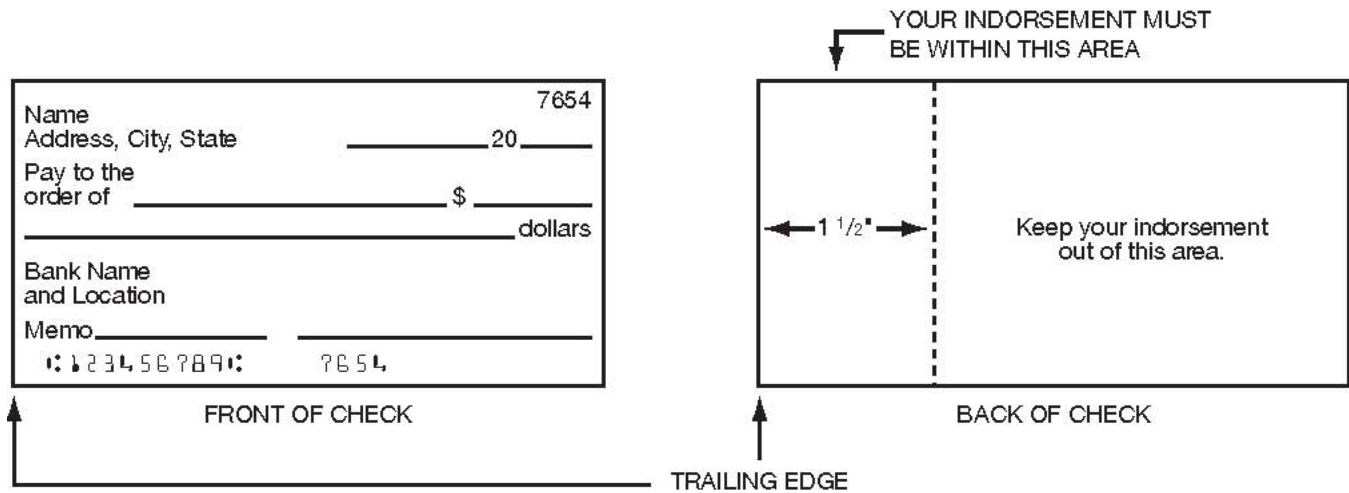 YOUR INDORSEMENT MUST
BE WITHIN THIS AREA
7654
Name
Address, City, State 20
Pay to the
order of $
dollars
Bank Name
and Location
Memo
⑆123456789⑆ 7654
1 1/2"
Keep your indorsement
out of this area.
FRONT OF CHECK
BACK OF CHECK
TRAILING EDGE